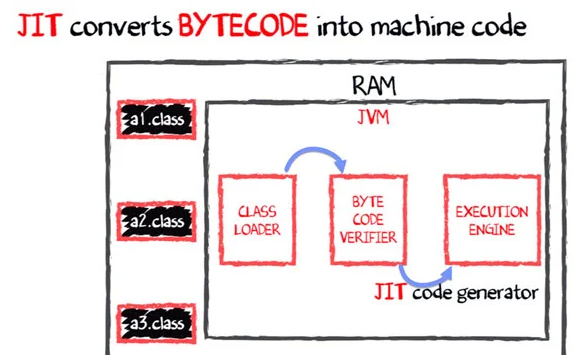 JIT converts BYTECODE into machine code
RAM
JVM
a1.class
a2.class
a3.class
CLASS
LOADER
BYTE
CODE
VERIFIER
EXECUTION
ENGINE
JIT code generator